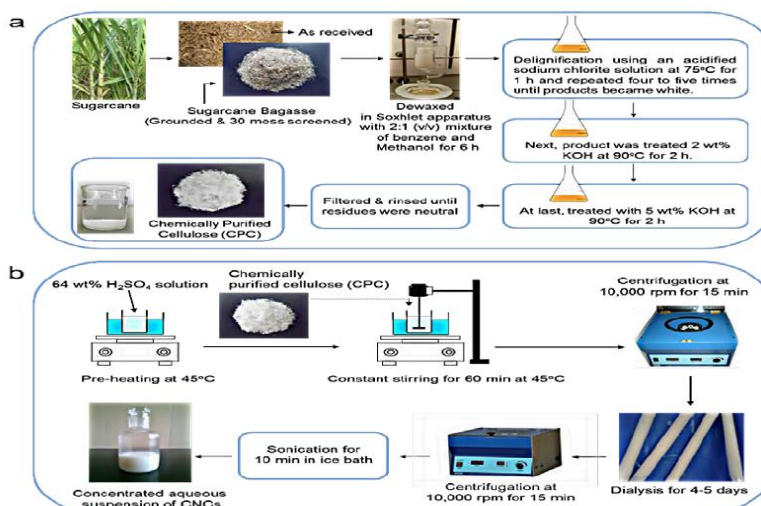 a
Sugarcane
As received
Sugarcane Bagasse
(Grounded & 30 mess screened)
Dewaxed
in Soxhlet apparatus
with 2:1 (v/v) mixture
of benzene and
Methanol for 6 h
Delignification using an acidified
sodium chlorite solution at 75°C for
1 h and repeated four to five times
until products became white.
Next, product was treated 2 wt%
KOH at 90°C for 2 h.
At last, treated with 5 wt% KOH at
90°C for 2 h
Filtered & rinsed until
residues were neutral
Chemically Purified
Cellulose (CPC)
b
64 wt% H₂SO₄ solution
Pre-heating at 45°C
Chemically
purified cellulose (CPC)
Constant stirring for 60 min at 45°C
Centrifugation at
10,000 rpm for 15 min
Dialysis for 4-5 days
Centrifugation at
10,000 rpm for 15 min
Sonication for
10 min in ice bath
Concentrated aqueous
suspension of CNCs